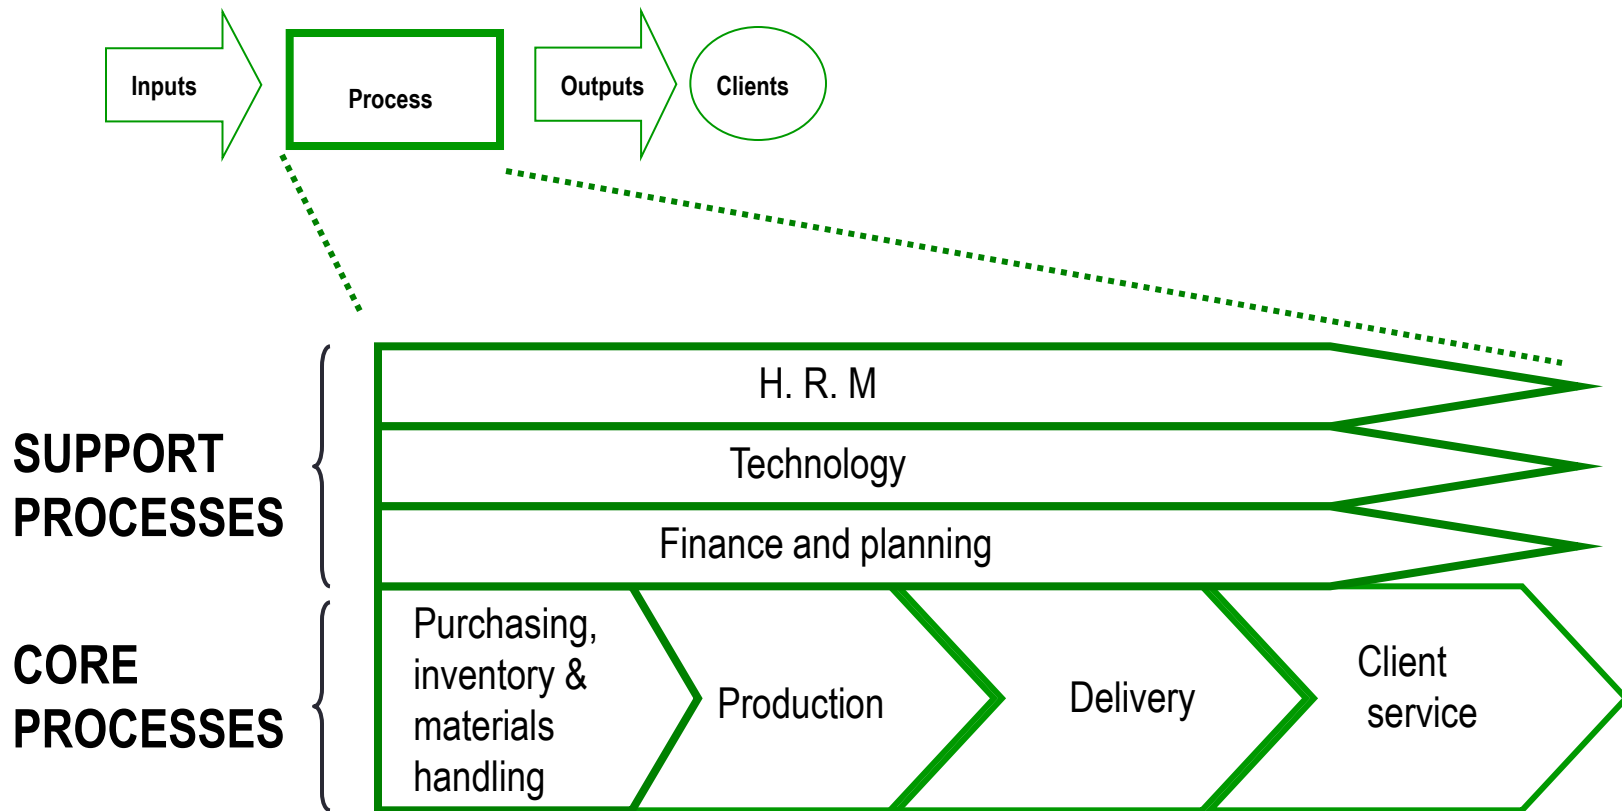 Inputs
Process
Outputs
Clients
H. R. M
Technology
Finance and planning
SUPPORT
PROCESSES
Purchasing,
inventory &
materials
handling
Production
Delivery
Client
service
CORE
PROCESSES